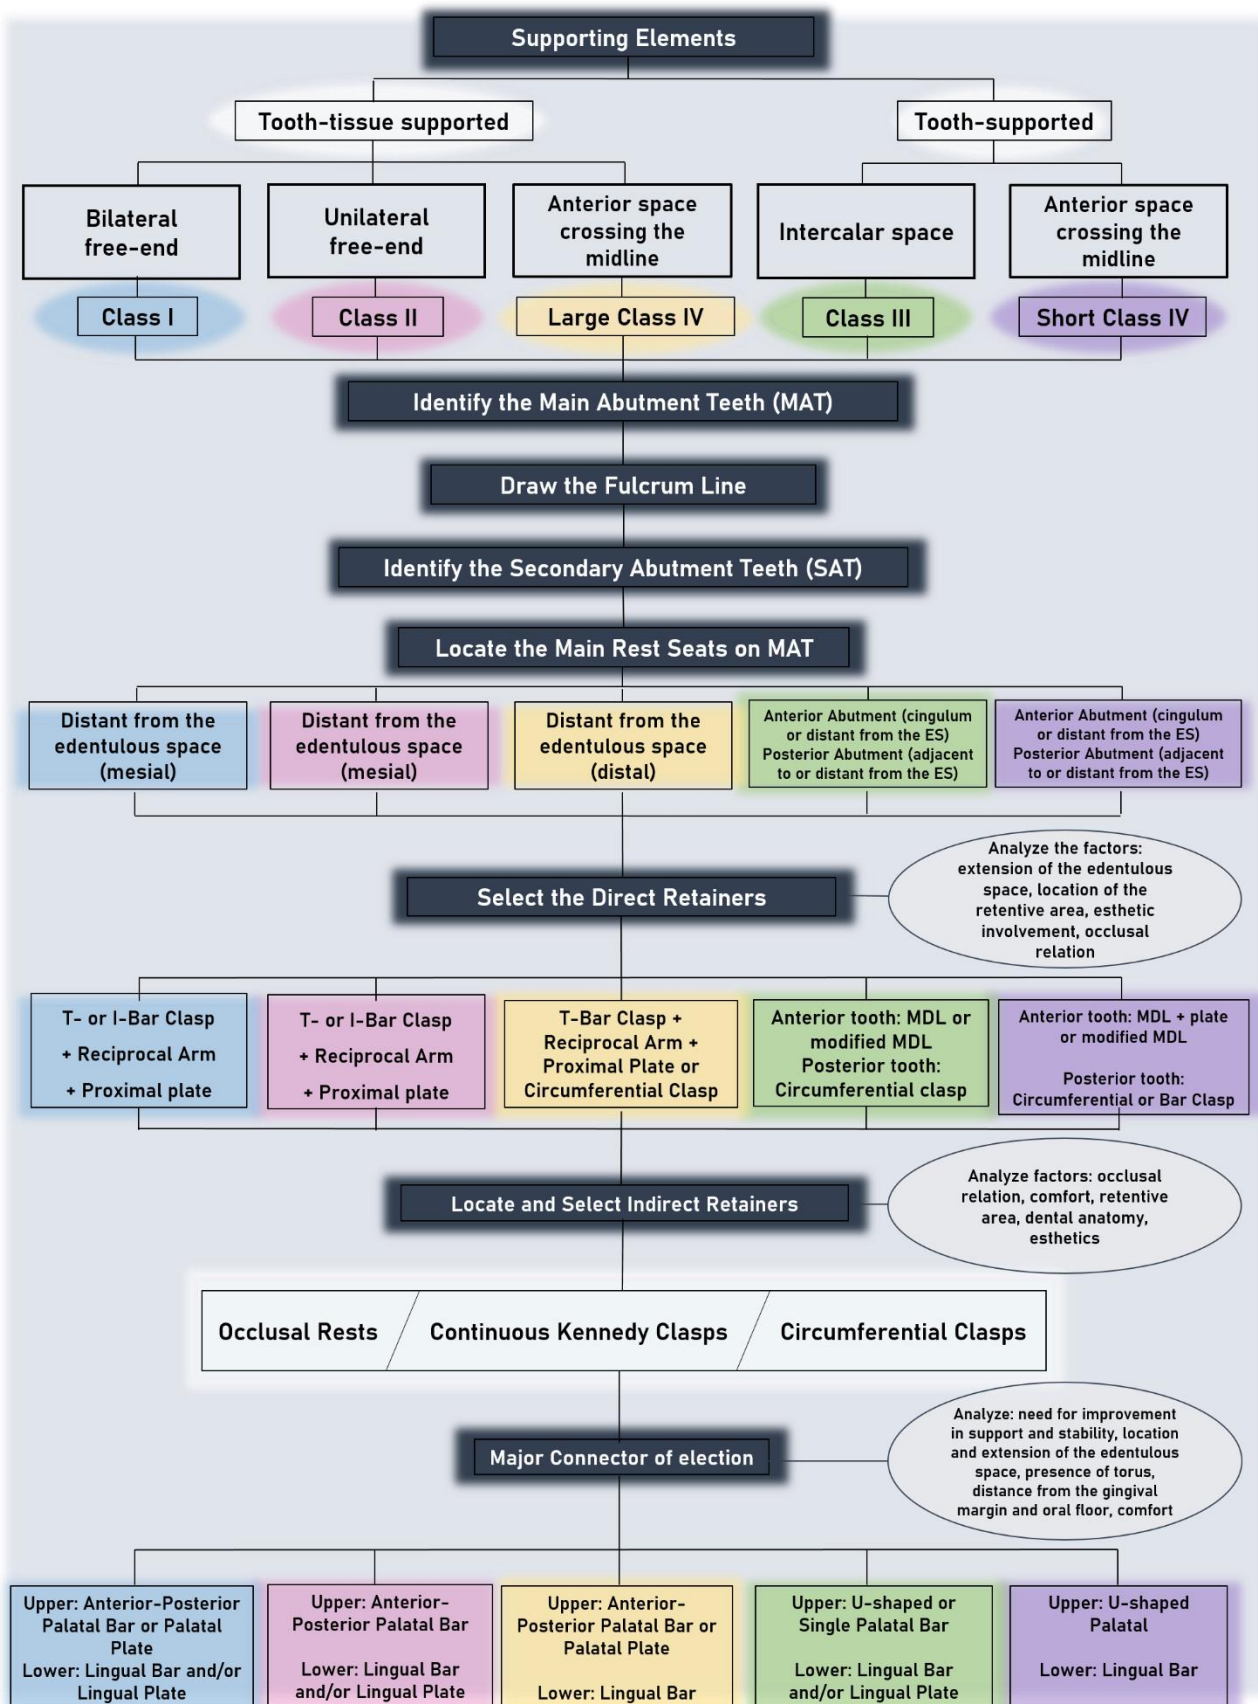 Supporting Elements
Tooth-tissue supported
Tooth-supported
Bilateral
free-end
Unilateral
free-end
Anterior space
crossing the
midline
Intercalar space
Anterior space
crossing the
midline
Class I
Class II
Large Class IV
Class III
Short Class IV
Identify the Main Abutment Teeth (MAT)
Draw the Fulcrum Line
Identify the Secondary Abutment Teeth (SAT)
Locate the Main Rest Seats on MAT
Distant from the
edentulous space
(mesial)
Distant from the
edentulous space
(mesial)
Distant from the
edentulous space
(distal)
Anterior Abutment (cingulum
or distant from the ES)
Posterior Abutment (adjacent
to or distant from the ES)
Anterior Abutment (cingulum
or distant from the ES)
Posterior Abutment (adjacent
to or distant from the ES)
Analyze the factors:
extension of the edentulous
space, location of the
retentive area, esthetic
involvement, occlusal
relation
Select the Direct Retainers
T- or I-Bar Clasp
+ Reciprocal Arm
+ Proximal plate
T- or I-Bar Clasp
+ Reciprocal Arm
+ Proximal plate
T-Bar Clasp +
Reciprocal Arm +
Proximal Plate or
Circumferential Clasp
Anterior tooth: MDL or
modified MDL
Posterior tooth:
Circumferential clasp
Anterior tooth: MDL + plate
or modified MDL
Posterior tooth:
Circumferential or Bar Clasp
Analyze factors: occlusal
relation, comfort, retentive
area, dental anatomy,
esthetics
Locate and Select Indirect Retainers
Occlusal Rests
Continuous Kennedy Clasps
Circumferential Clasps
Analyze: need for improvement
in support and stability, location
and extension of the edentulous
space, presence of torus,
distance from the gingival
margin and oral floor, comfort
Major Connector of election
Upper: Anterior-Posterior
Palatal Bar or Palatal
Plate
Lower: Lingual Bar and/or
Lingual Plate
Upper: Anterior-
Posterior Palatal Bar
Lower: Lingual Bar
and/or Lingual Plate
Upper: Anterior-
Posterior Palatal Bar or
Palatal Plate
Lower: Lingual Bar
Upper: U-shaped or
Single Palatal Bar
Lower: Lingual Bar
and/or Lingual Plate
Upper: U-shaped
Palatal
Lower: Lingual Bar